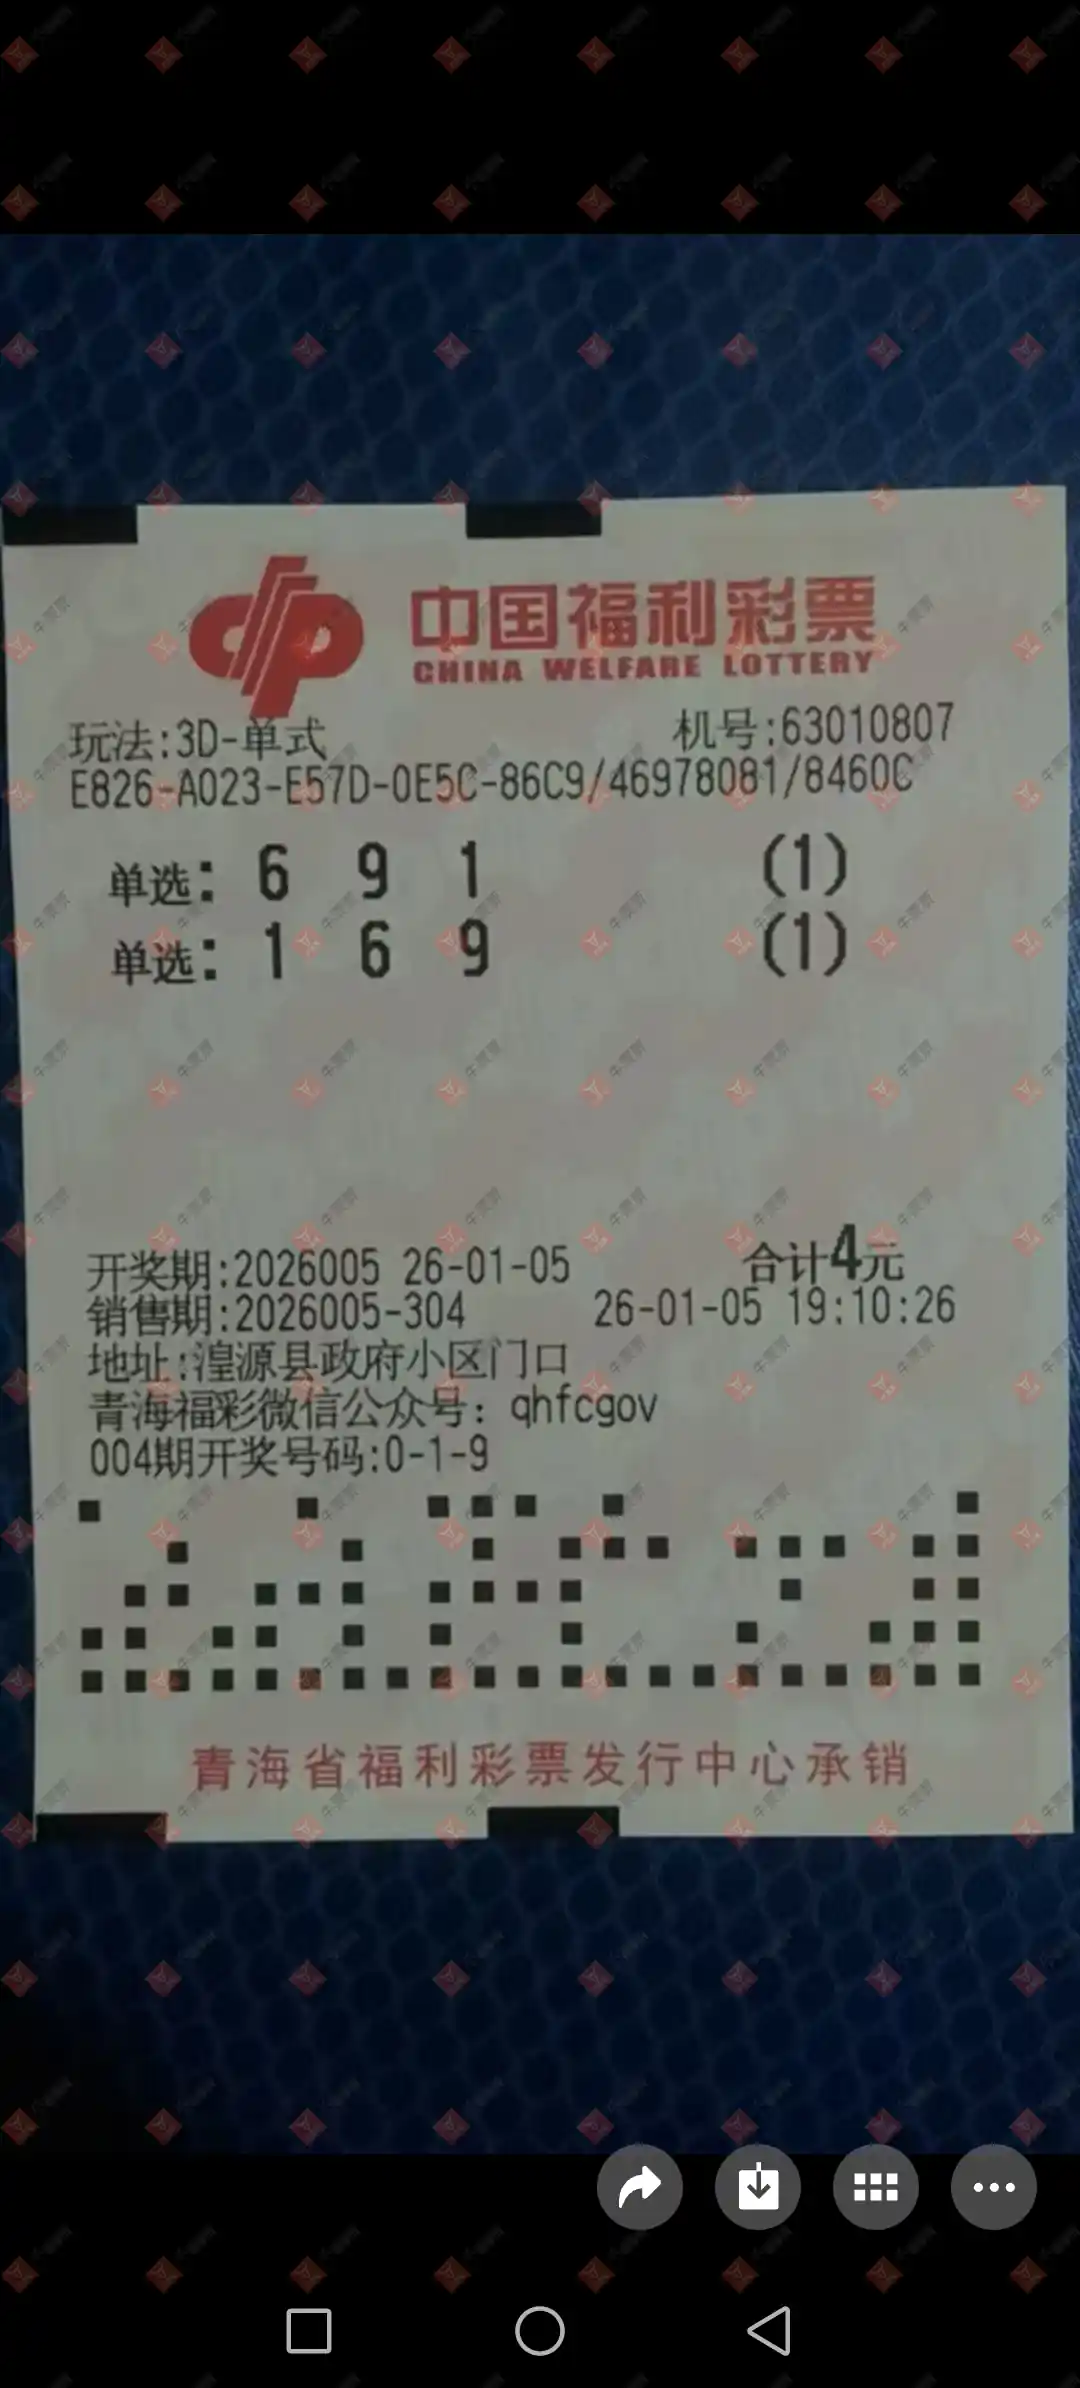 中国福利彩票
CHINA WELFARE LOTTERY
玩法:3D-单式 机号:63010807
E826-A023-E57D-0E5C-86C9/46978081/8460C
单选: 6 9 1 (1)
单选: 1 6 9 (1)
开奖期:2026005 26-01-05 合计4元
销售期:2026005-304 26-01-05 19:10:26
地址:湟源县政府小区门口
青海福彩微信公众号: qhfcgov
004期开奖号码:0-1-9
青海省福利彩票发行中心承销